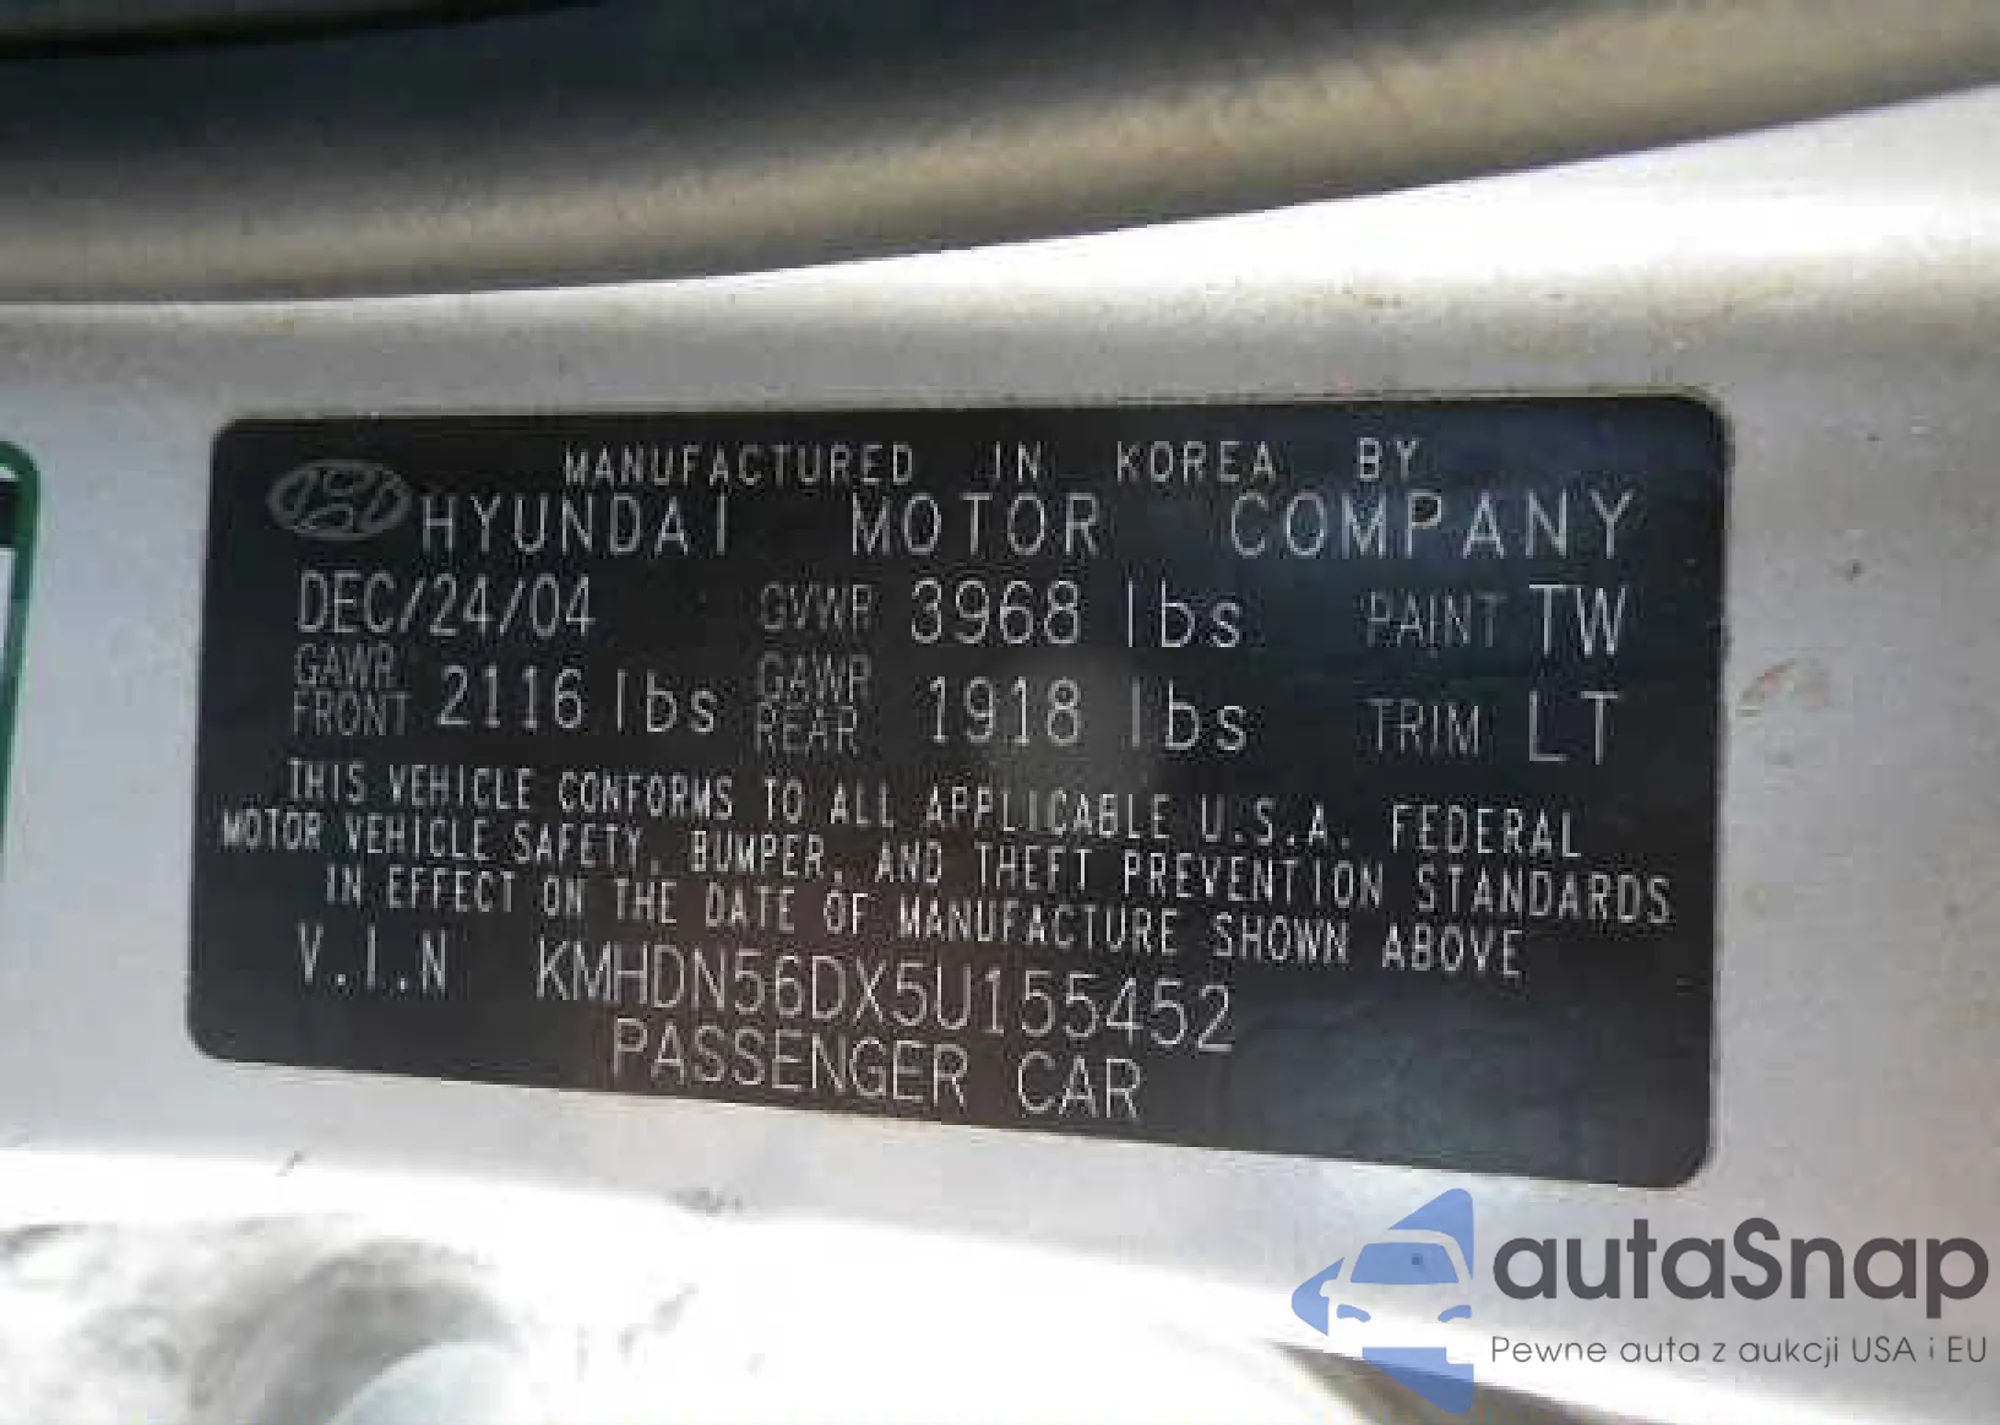 MANUFACTURED IN KOREA BY
HYUNDAI MOTOR COMPANY
DEC/24/04 GVWR 3968 lbs PAINT TW
GAWR FRONT 2116 lbs GAWR REAR 1918 lbs TRIM LT
THIS VEHICLE CONFORMS TO ALL APPLICABLE U.S.A. FEDERAL
MOTOR VEHICLE SAFETY, BUMPER, AND THEFT PREVENTION STANDARDS
IN EFFECT ON THE DATE OF MANUFACTURE SHOWN ABOVE
V.I.N KMHDN56DX5U155452
PASSENGER CAR
autaSnap
Pewne auta z aukcji USA i EU